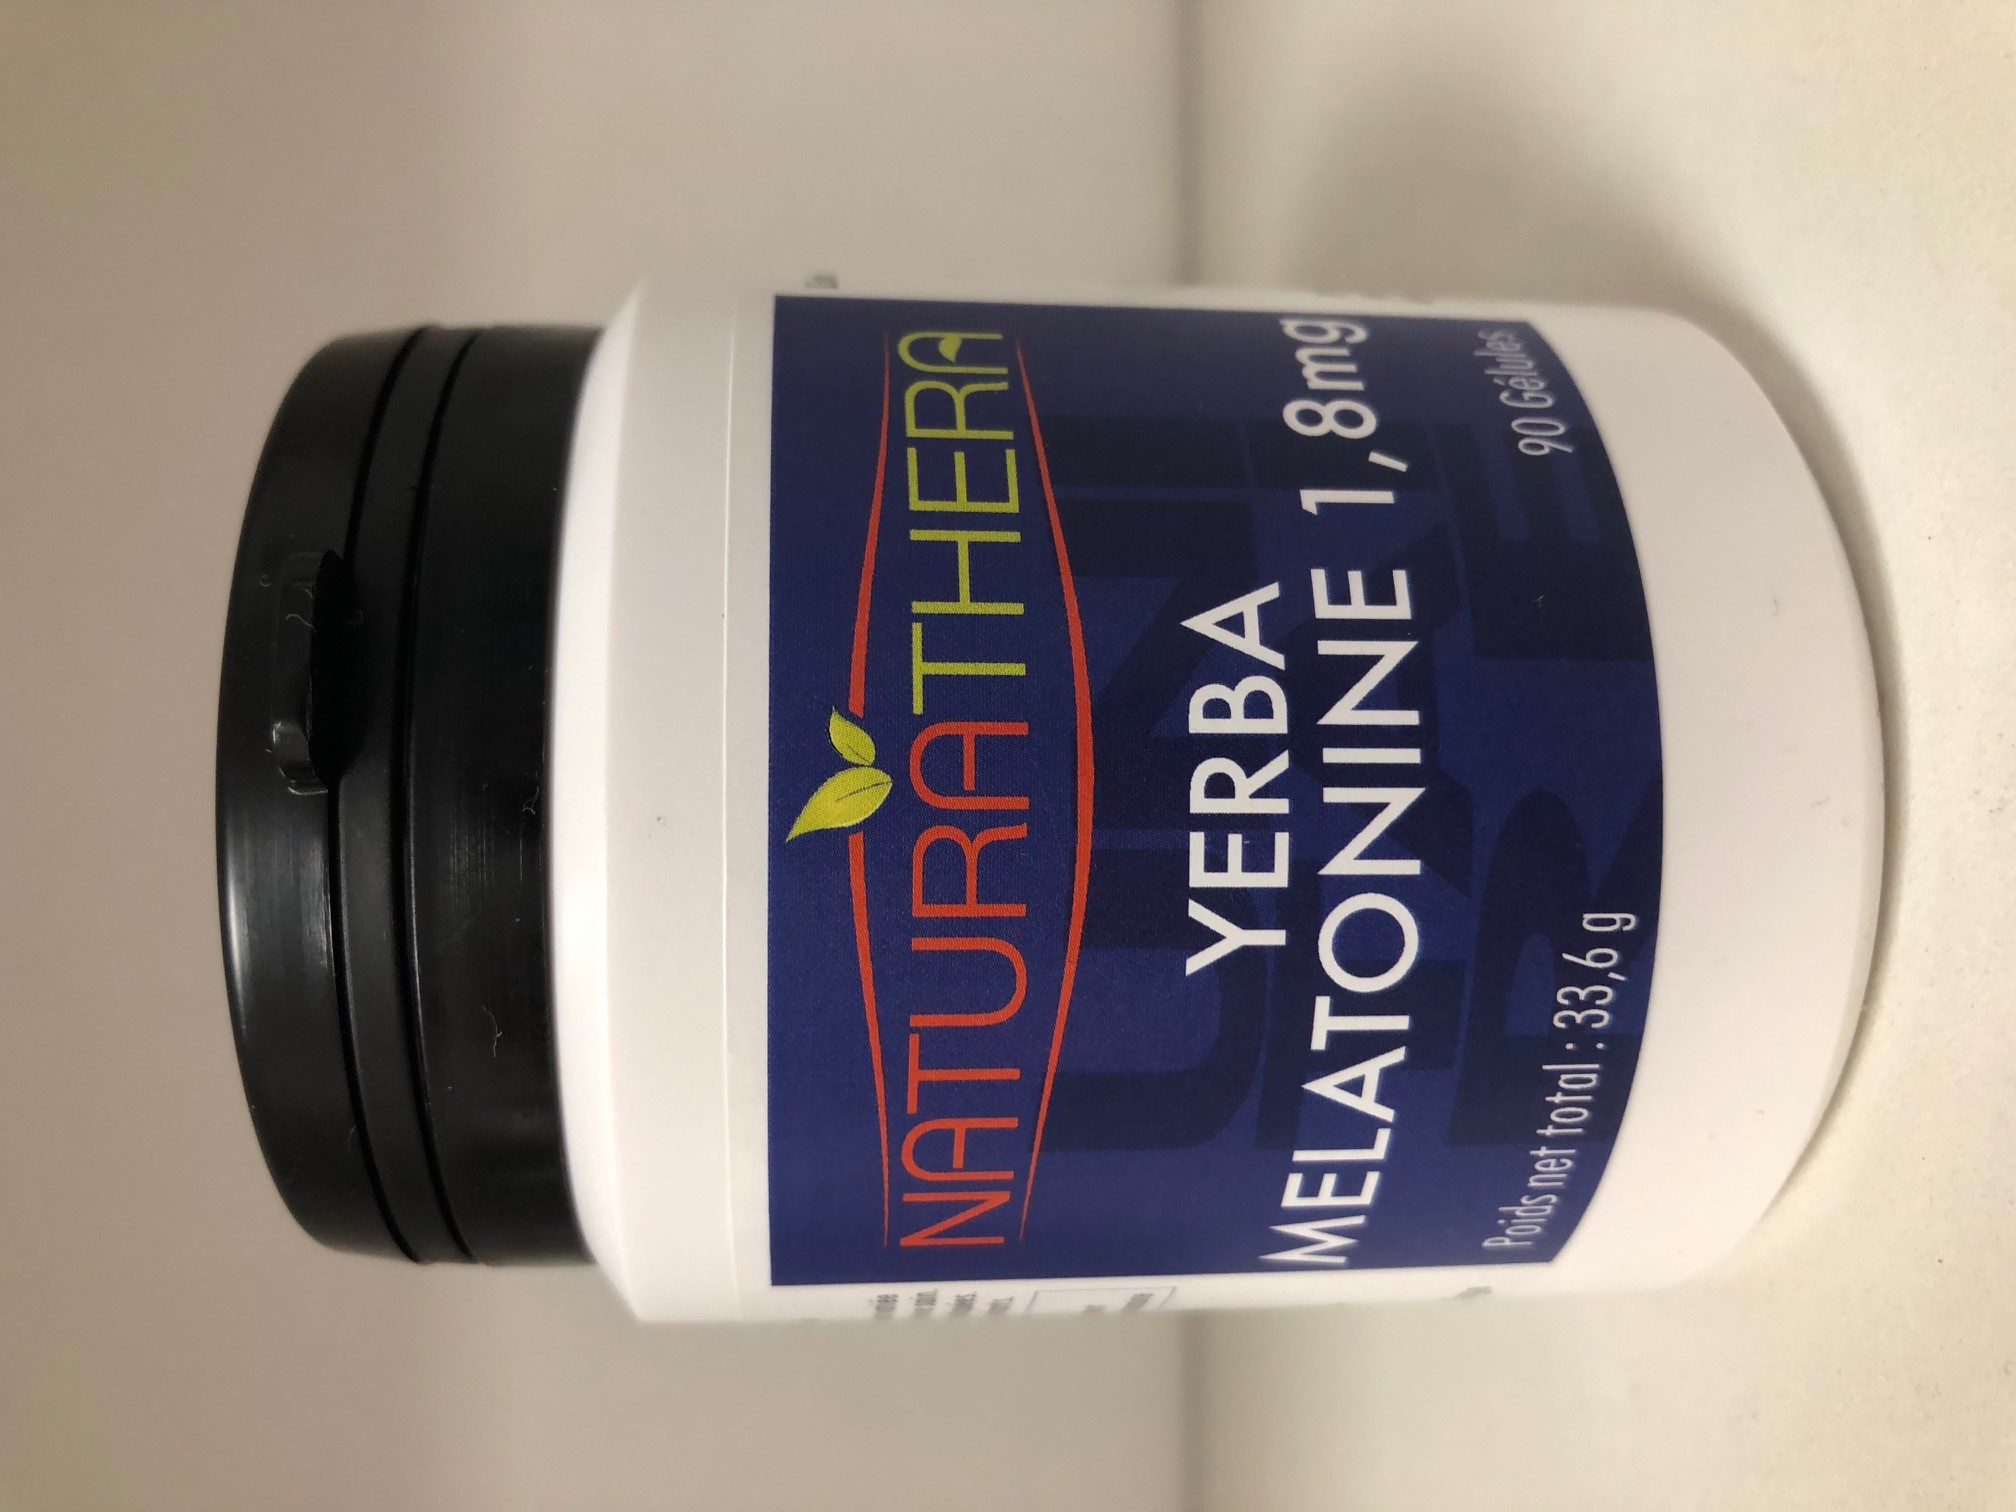 NATURATHERA
YERBA
MELATONINE 1,8mg
Poids net total : 33,6 g
90 Gélules